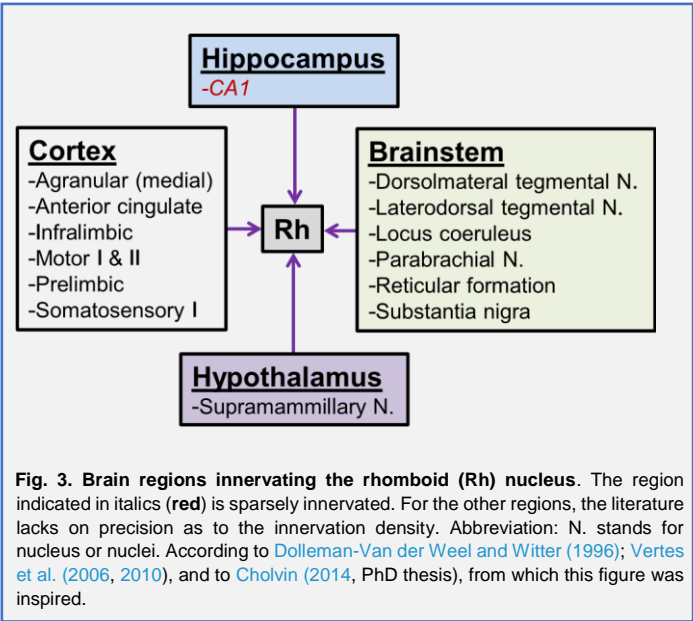 Hippocampus
-CA1
Cortex
-Agranular (medial)
-Anterior cingulate
-Infralimbic
-Motor I & II
-Prelimbic
-Somatosensory I
Rh
Brainstem
-Dorsolmateral tegmental N.
-Laterodorsal tegmental N.
-Locus coeruleus
-Parabrachial N.
-Reticular formation
-Substantia nigra
Hypothalamus
-Supramammillary N.
Fig. 3. Brain regions innervating the rhomboid (Rh) nucleus. The region
indicated in italics (red) is sparsely innervated. For the other regions, the literature
lacks on precision as to the innervation density. Abbreviation: N. stands for
nucleus or nuclei. According to Dolleman-Van der Weel and Witter (1996); Vertes
et al. (2006, 2010), and to Cholvin (2014, PhD thesis), from which this figure was
inspired.